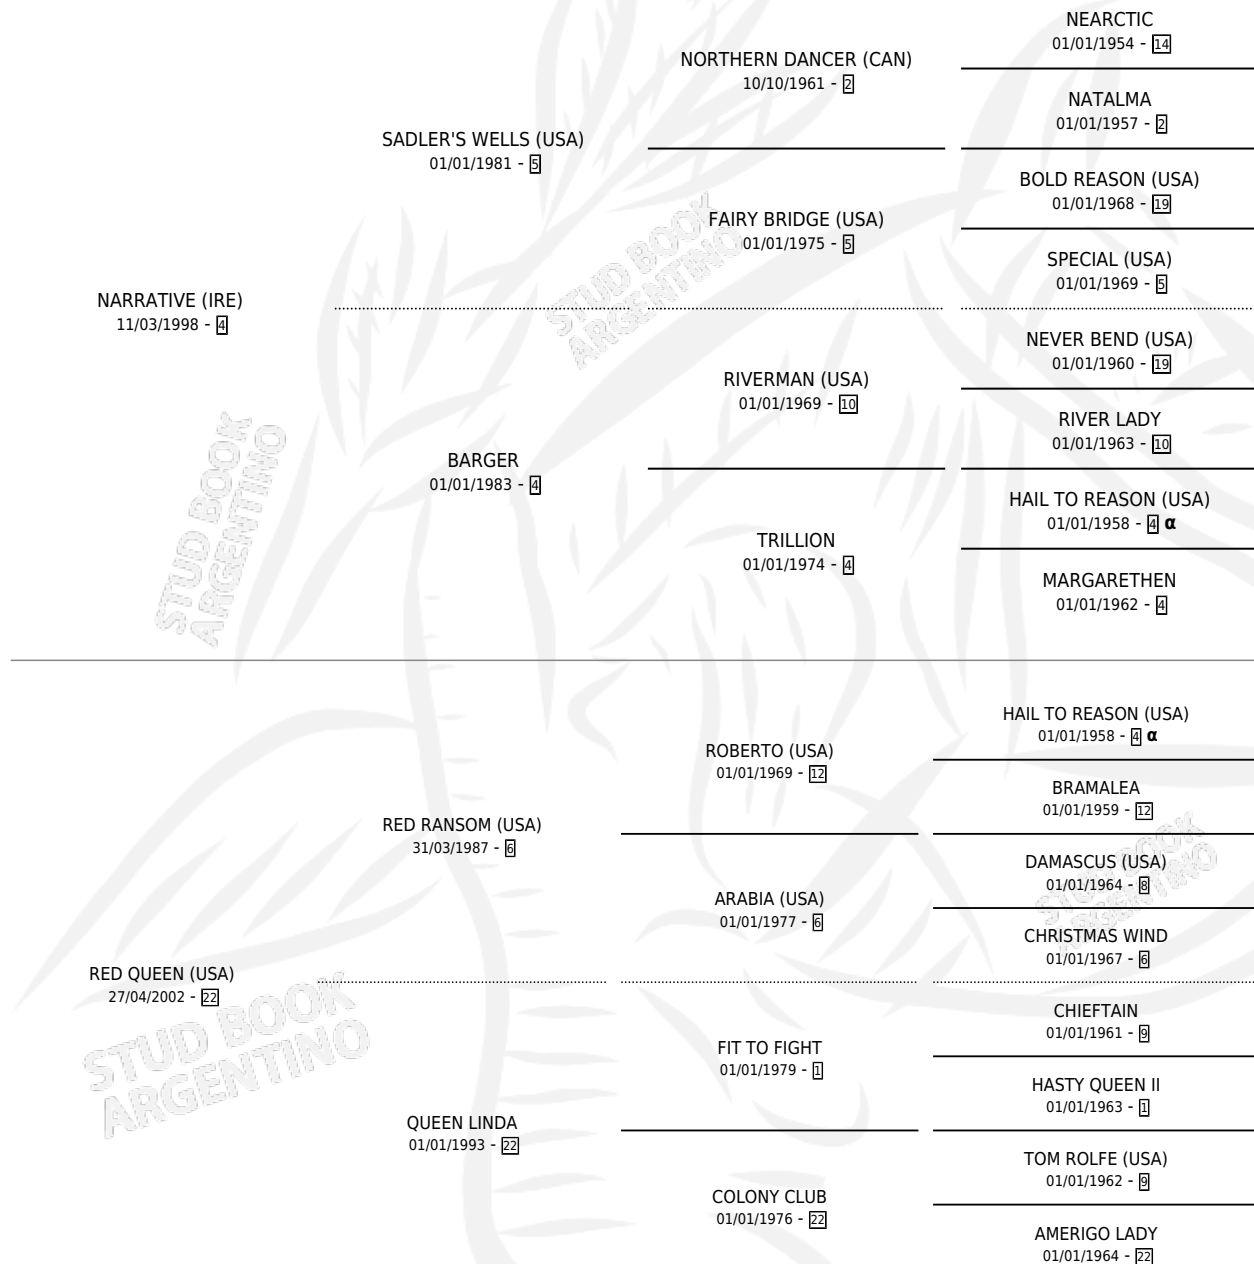 NEARCTIC
01/01/1954 - 14
NORTHERN DANCER (CAN)
10/10/1961 - 2
NATALMA
01/01/1957 - 2
SADLER'S WELLS (USA)
01/01/1981 - 5
BOLD REASON (USA)
01/01/1968 - 19
FAIRY BRIDGE (USA)
01/01/1975 - 5
SPECIAL (USA)
01/01/1969 - 5
STUD BOOK
ARGENTINO
NARRATIVE (IRE)
11/03/1998 - 4
NEVER BEND (USA)
01/01/1960 - 19
RIVERMAN (USA)
01/01/1969 - 10
RIVER LADY
01/01/1963 - 10
BARGER
01/01/1983 - 4
HAIL TO REASON (USA)
01/01/1958 - 4 α
TRILLION
01/01/1974 - 4
MARGARETHEN
01/01/1962 - 4
STUD BOOK
ARGENTINO
HAIL TO REASON (USA)
01/01/1958 - 4 α
ROBERTO (USA)
01/01/1969 - 12
BRAMALEA
01/01/1959 - 12
RED RANSOM (USA)
31/03/1987 - 6
DAMASCUS (USA)
01/01/1964 - 8
ARABIA (USA)
01/01/1977 - 6
CHRISTMAS WIND
01/01/1967 - 6
STUD BOOK
ARGENTINO
RED QUEEN (USA)
27/04/2002 - 22
CHIEFTAIN
01/01/1961 - 9
FIT TO FIGHT
01/01/1979 - 1
HASTY QUEEN II
01/01/1963 - 1
STUD BOOK
ARGENTINO
QUEEN LINDA
01/01/1993 - 22
TOM ROLFE (USA)
01/01/1962 - 9
COLONY CLUB
01/01/1976 - 22
AMERIGO LADY
01/01/1964 - 22